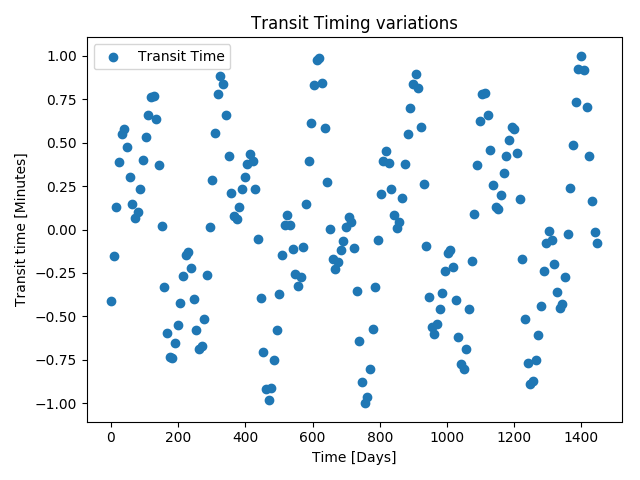 Transit Timing variations
Transit Time
Transit time [Minutes]
1.00
0.75
0.50
0.25
0.00
−0.25
−0.50
−0.75
−1.00
0 200 400 600 800 1000 1200 1400
Time [Days]